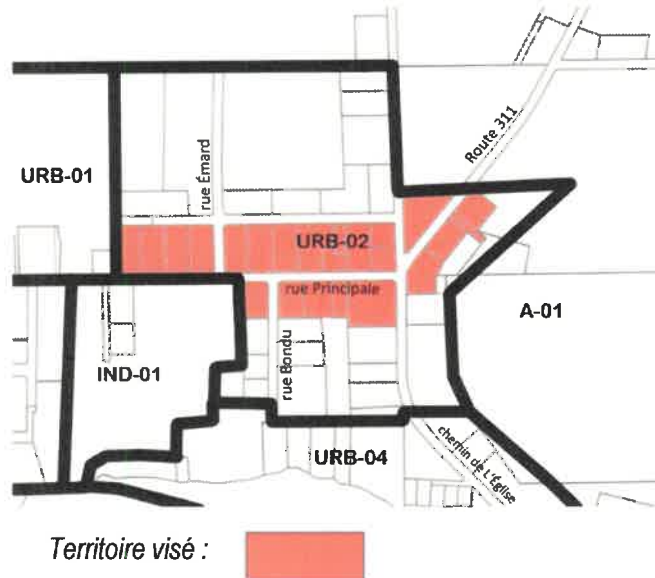 Route 311
URB-01
rue Émard
URB-02
rue Principale
A-01
IND-01
rue Bondu
URB-04
chemin de L'Église
Territoire visé :